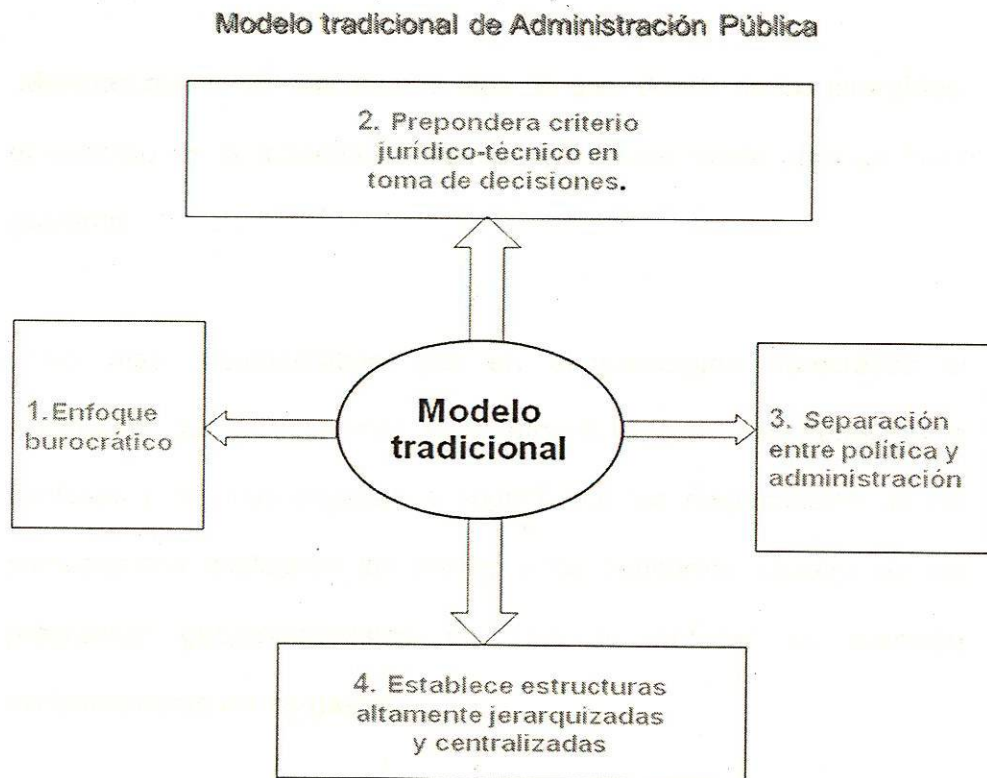 Modelo tradicional de Administración Pública
2. Prepondera criterio
jurídico-técnico en
toma de decisiones.
1.Enfoque
burocrático
Modelo
tradicional
3. Separación
entre política y
administración
4. Establece estructuras
altamente jerarquizadas
y centralizadas